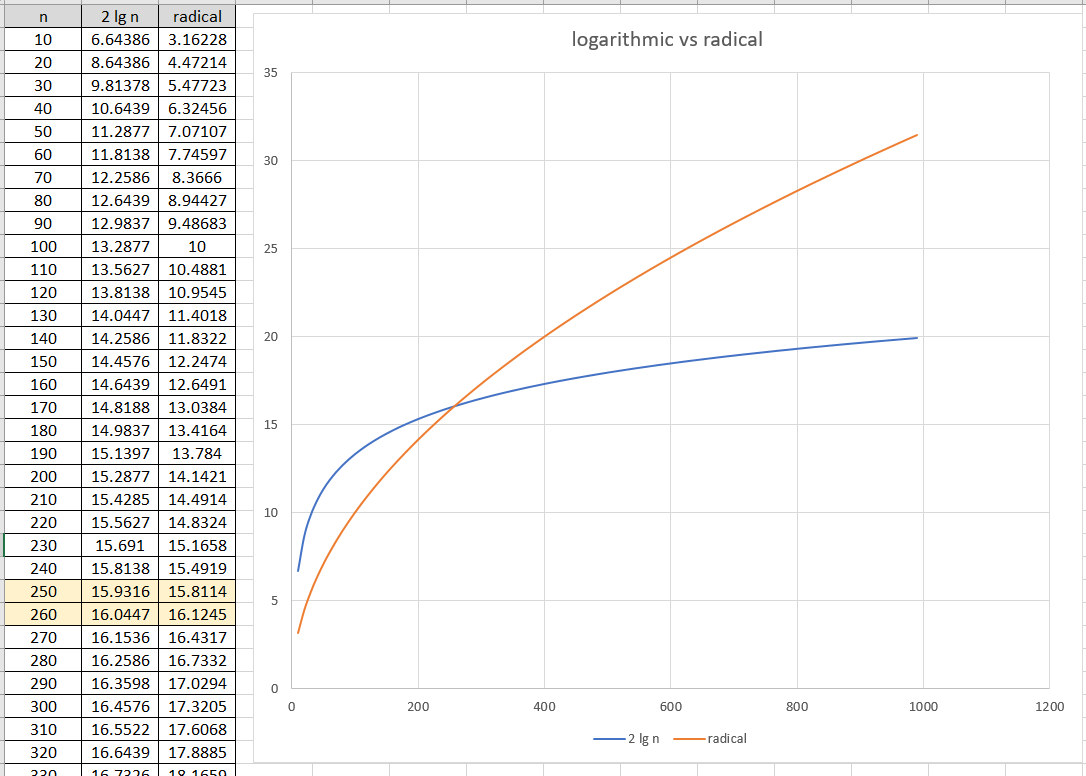 n 2 lg n radical
10 6.64386 3.16228
20 8.64386 4.47214
30 9.81378 5.47723
40 10.6439 6.32456
50 11.2877 7.07107
60 11.8138 7.74597
70 12.2586 8.3666
80 12.6439 8.94427
90 12.9837 9.48683
100 13.2877 10
110 13.5627 10.4881
120 13.8138 10.9545
130 14.0447 11.4018
140 14.2586 11.8322
150 14.4576 12.2474
160 14.6439 12.6491
170 14.8188 13.0384
180 14.9837 13.4164
190 15.1397 13.784
200 15.2877 14.1421
210 15.4285 14.4914
220 15.5627 14.8324
230 15.691 15.1658
240 15.8138 15.4919
250 15.9316 15.8114
260 16.0447 16.1245
270 16.1536 16.4317
280 16.2586 16.7332
290 16.3598 17.0294
300 16.4576 17.3205
310 16.5522 17.6068
320 16.6439 17.8885
330 16.7326 18.1659
logarithmic vs radical
35
30
25
20
15
10
5
0
0 200 400 600 800 1000 1200
2 lg n radical